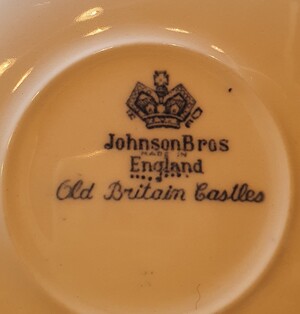 JohnsonBros
MADE IN
England
Old Britain Castles